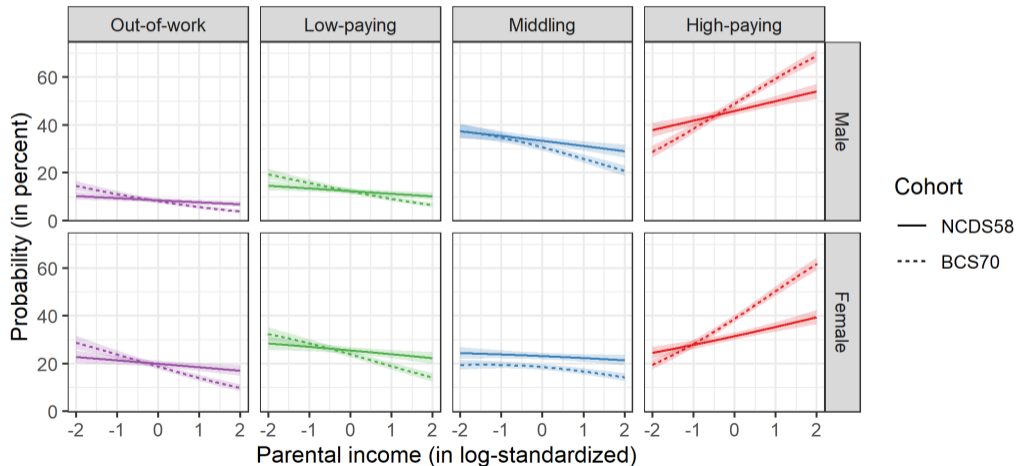 Out-of-work Low-paying Middling High-paying
Probability (in percent)
60
40
20
0
Male
60
40
20
0
Female
-2 -1 0 1 2 -2 -1 0 1 2 -2 -1 0 1 2 -2 -1 0 1 2
Parental income (in log-standardized)
Cohort
NCDS58
BCS70